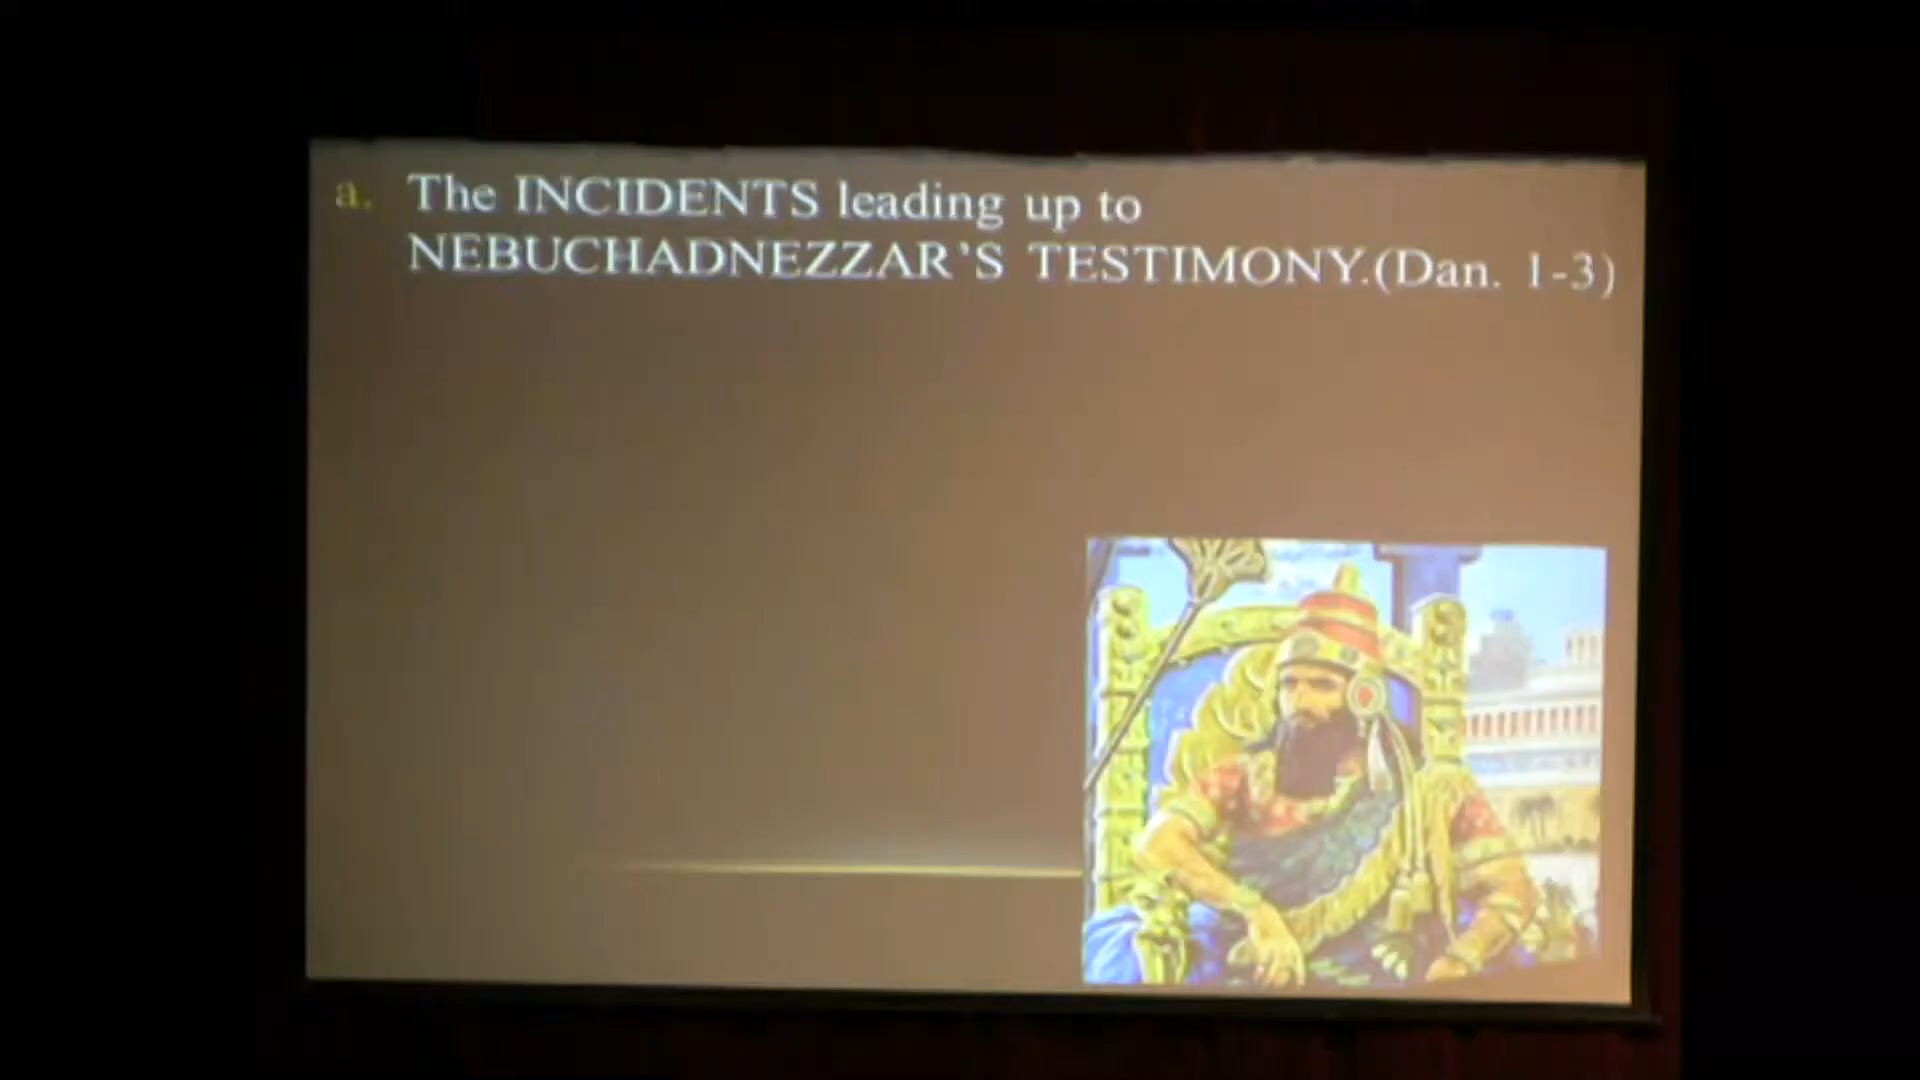 a. The INCIDENTS leading up to
NEBUCHADNEZZAR’S TESTIMONY.(Dan. 1-3)